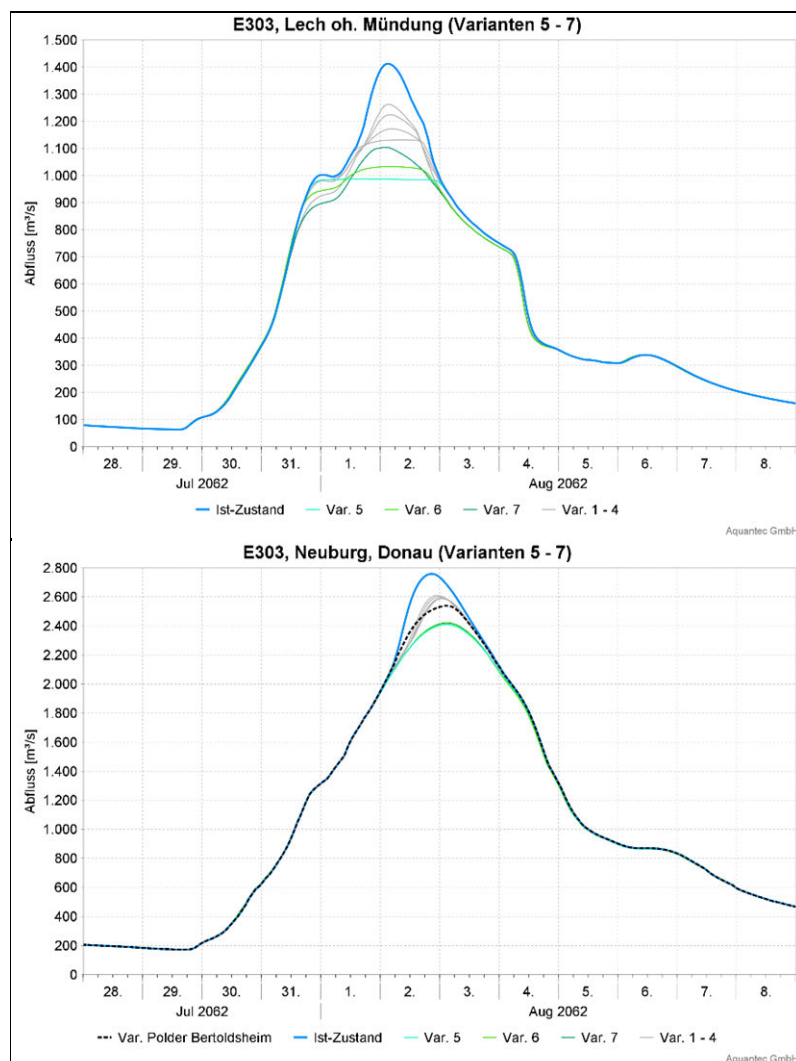 E303, Lech oh. Mündung (Varianten 5 - 7)
Abfluss [m³/s]
1.500
1.400
1.300
1.200
1.100
1.000
900
800
700
600
500
400
300
200
100
0
28. 29. 30. 31. 1. 2. 3. 4. 5. 6. 7. 8.
Jul 2062 Aug 2062
Ist-Zustand Var. 5 Var. 6 Var. 7 Var. 1 - 4
Aquantec GmbH
E303, Neuburg, Donau (Varianten 5 - 7)
Abfluss [m³/s]
2.800
2.600
2.400
2.200
2.000
1.800
1.600
1.400
1.200
1.000
800
600
400
200
0
28. 29. 30. 31. 1. 2. 3. 4. 5. 6. 7. 8.
Jul 2062 Aug 2062
Var. Polder Bertoldsheim Ist-Zustand Var. 5 Var. 6 Var. 7 Var. 1 - 4
Aquantec GmbH